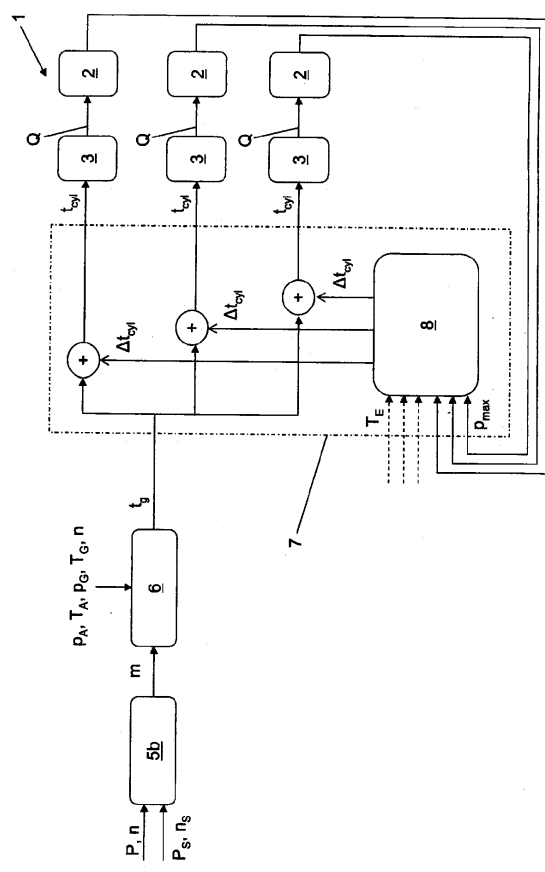 1
2
2
2
Q
Q
Q
3
3
3
t_cyl
t_cyl
t_cyl
+
+
+
Δt_cyl
Δt_cyl
Δt_cyl
8
T_E
p_max
7
t_g
p_A, T_A, p_G, T_G, n
6
m
5b
P, n
P_S, n_S